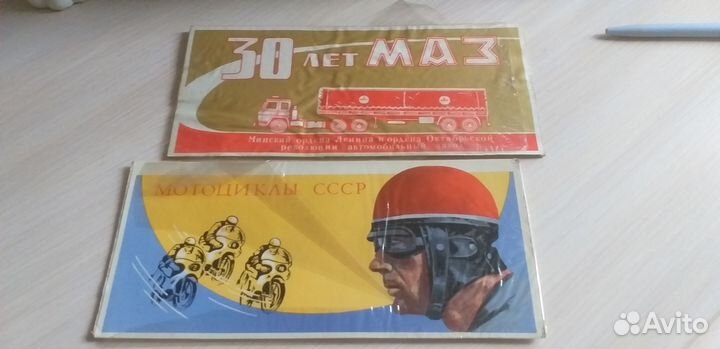 30 ЛЕТ МАЗ
Минский ордена Ленина и ордена Октябрьской
революции автомобильный завод
МОТОЦИКЛЫ СССР
Avito